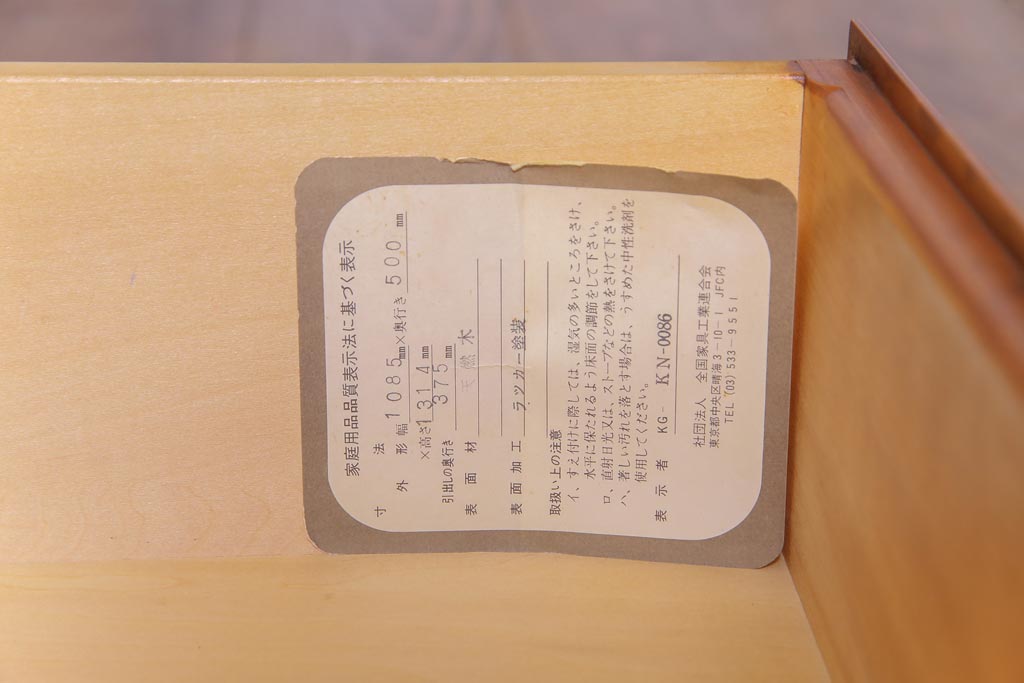 家庭用品品質表示法に基づく表示
寸法
外形 幅1085mm×奥行き500mm
×高さ1314mm
引出しの奥行き 375mm
表面材 天然木
表面加工 ラッカー塗装
取扱い上の注意
イ、すえ付けに際しては、湿気の多いところをさけ、
水平に保たれるよう床面の調節をして下さい。
ロ、直射日光又は、ストーブなどの熱をさけて下さい。
ハ、著しい汚れを落とす場合は、うすめた中性洗剤を
使用してください。
表示者 KG- KN-0086
社団法人 全国家具工業連合会
東京都中央区晴海3-10-1 JFC内
TEL (03) 533-9551